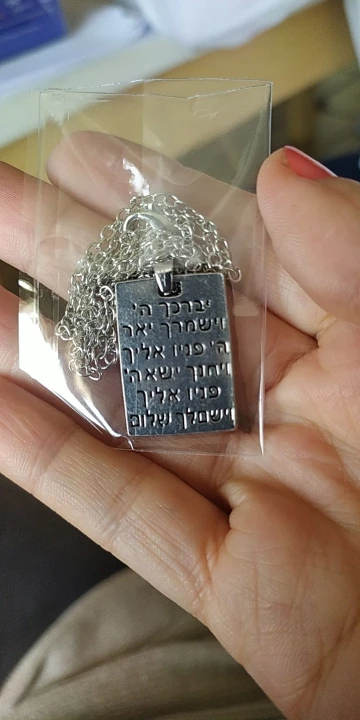 יברכך ה׳
וישמרך יאר
ה׳ פניו אליך
ויחנך ישא ה׳
פניו אליך
וישם לך שלום